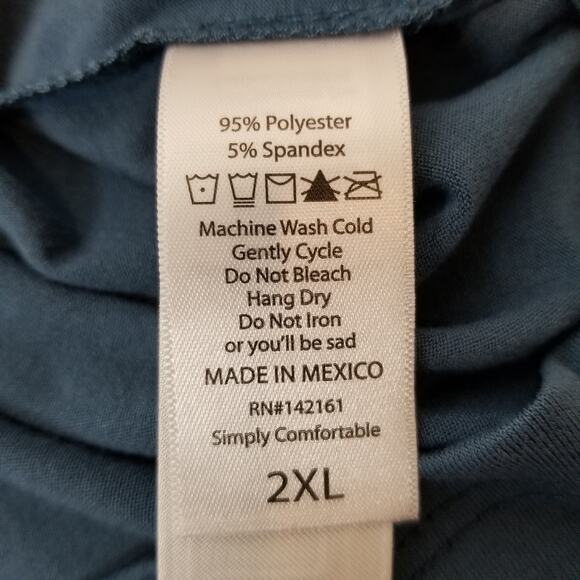 95% Polyester
5% Spandex
Machine Wash Cold
Gently Cycle
Do Not Bleach
Hang Dry
Do Not Iron
or you'll be sad
MADE IN MEXICO
RN#142161
Simply Comfortable
2XL